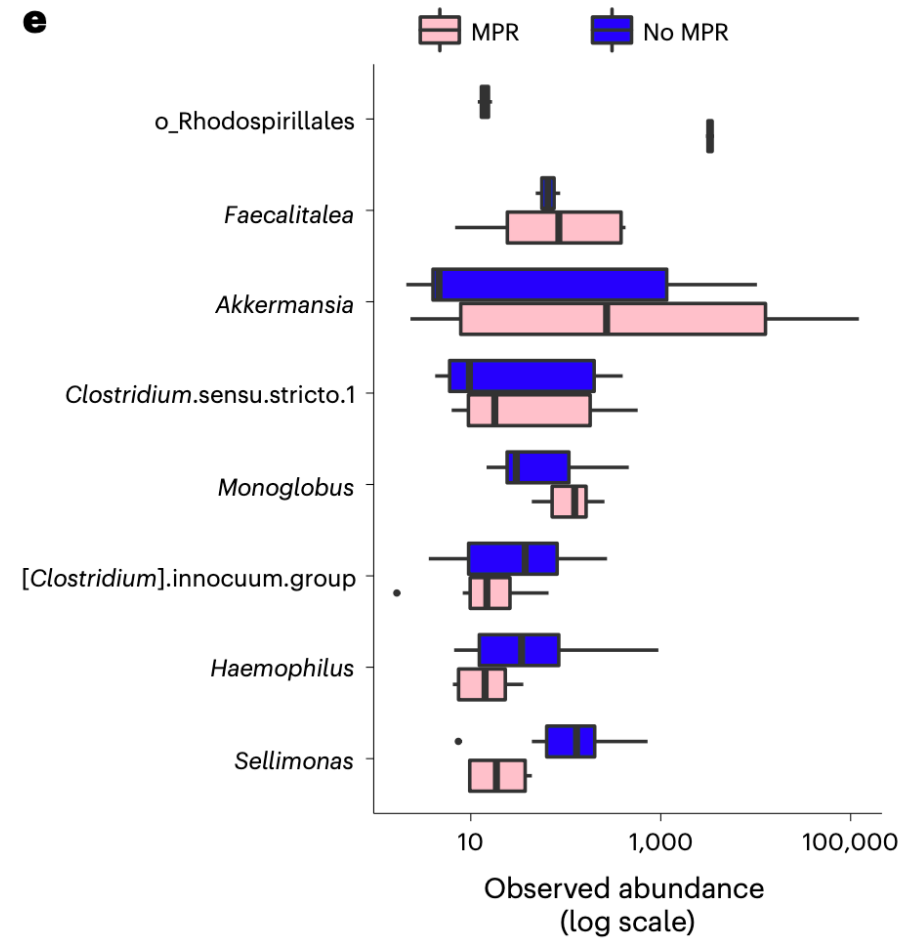 e
MPR No MPR
o_Rhodospirillales
Faecalitalea
Akkermansia
Clostridium.sensu.stricto.1
Monoglobus
[Clostridium].innocuum.group
Haemophilus
Sellimonas
10 1,000 100,000
Observed abundance
(log scale)